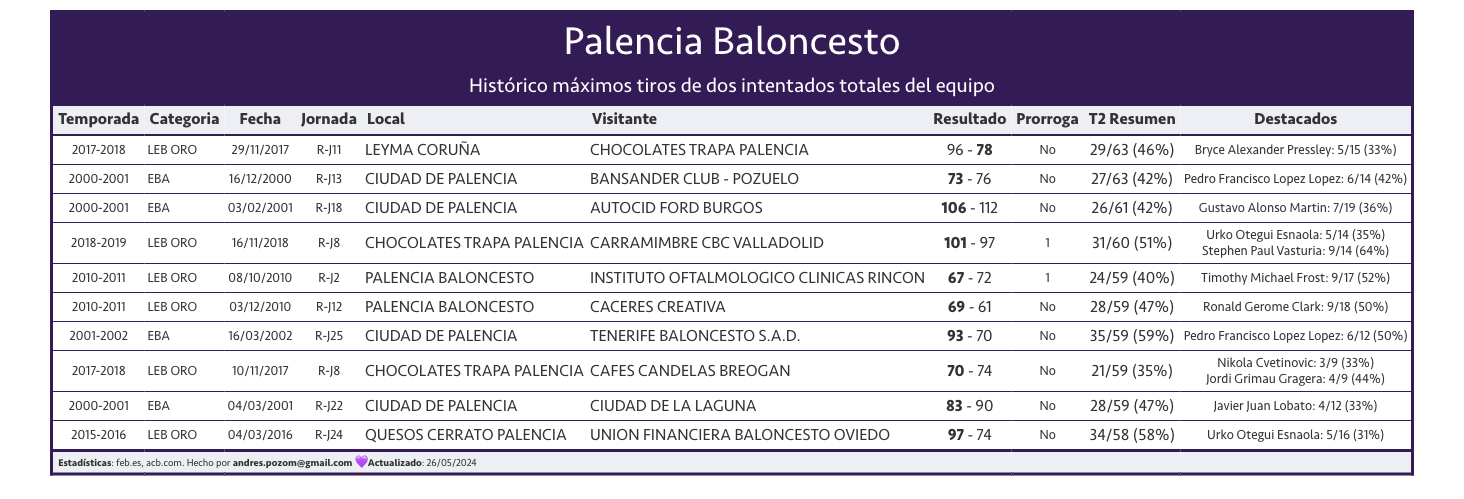 Palencia Baloncesto
Histórico máximos tiros de dos intentados totales del equipo
Temporada Categoria Fecha Jornada Local Visitante Resultado Prorroga T2 Resumen Destacados
2017-2018 LEB ORO 29/11/2017 R-J11 LEYMA CORUÑA CHOCOLATES TRAPA PALENCIA 96 - 78 No 29/63 (46%) Bryce Alexander Pressley: 5/15 (33%)
2000-2001 EBA 16/12/2000 R-J13 CIUDAD DE PALENCIA BANSANDER CLUB - POZUELO 73 - 76 No 27/63 (42%) Pedro Francisco Lopez Lopez: 6/14 (42%)
2000-2001 EBA 03/02/2001 R-J18 CIUDAD DE PALENCIA AUTOCID FORD BURGOS 106 - 112 No 26/61 (42%) Gustavo Alonso Martin: 7/19 (36%)
2018-2019 LEB ORO 16/11/2018 R-J8 CHOCOLATES TRAPA PALENCIA CARRAMIMBRE CBC VALLADOLID 101 - 97 1 31/60 (51%) Urko Otegui Esnaola: 5/14 (35%)
Stephen Paul Vasturia: 9/14 (64%)
2010-2011 LEB ORO 08/10/2010 R-J2 PALENCIA BALONCESTO INSTITUTO OFTALMOLOGICO CLINICAS RINCON 67 - 72 1 24/59 (40%) Timothy Michael Frost: 9/17 (52%)
2010-2011 LEB ORO 03/12/2010 R-J12 PALENCIA BALONCESTO CACERES CREATIVA 69 - 61 No 28/59 (47%) Ronald Gerome Clark: 9/18 (50%)
2001-2002 EBA 16/03/2002 R-J25 CIUDAD DE PALENCIA TENERIFE BALONCESTO S.A.D. 93 - 70 No 35/59 (59%) Pedro Francisco Lopez Lopez: 6/12 (50%)
2017-2018 LEB ORO 10/11/2017 R-J8 CHOCOLATES TRAPA PALENCIA CAFES CANDELAS BREOGAN 70 - 74 No 21/59 (35%) Nikola Cvetinovic: 3/9 (33%)
Jordi Grimau Gragera: 4/9 (44%)
2000-2001 EBA 04/03/2001 R-J22 CIUDAD DE PALENCIA CIUDAD DE LA LAGUNA 83 - 90 No 28/59 (47%) Javier Juan Lobato: 4/12 (33%)
2015-2016 LEB ORO 04/03/2016 R-J24 QUESOS CERRATO PALENCIA UNION FINANCIERA BALONCESTO OVIEDO 97 - 74 No 34/58 (58%) Urko Otegui Esnaola: 5/16 (31%)
Estadísticas: feb.es, acb.com. Hecho por andres.pozom@gmail.com 💜Actualizado: 26/05/2024